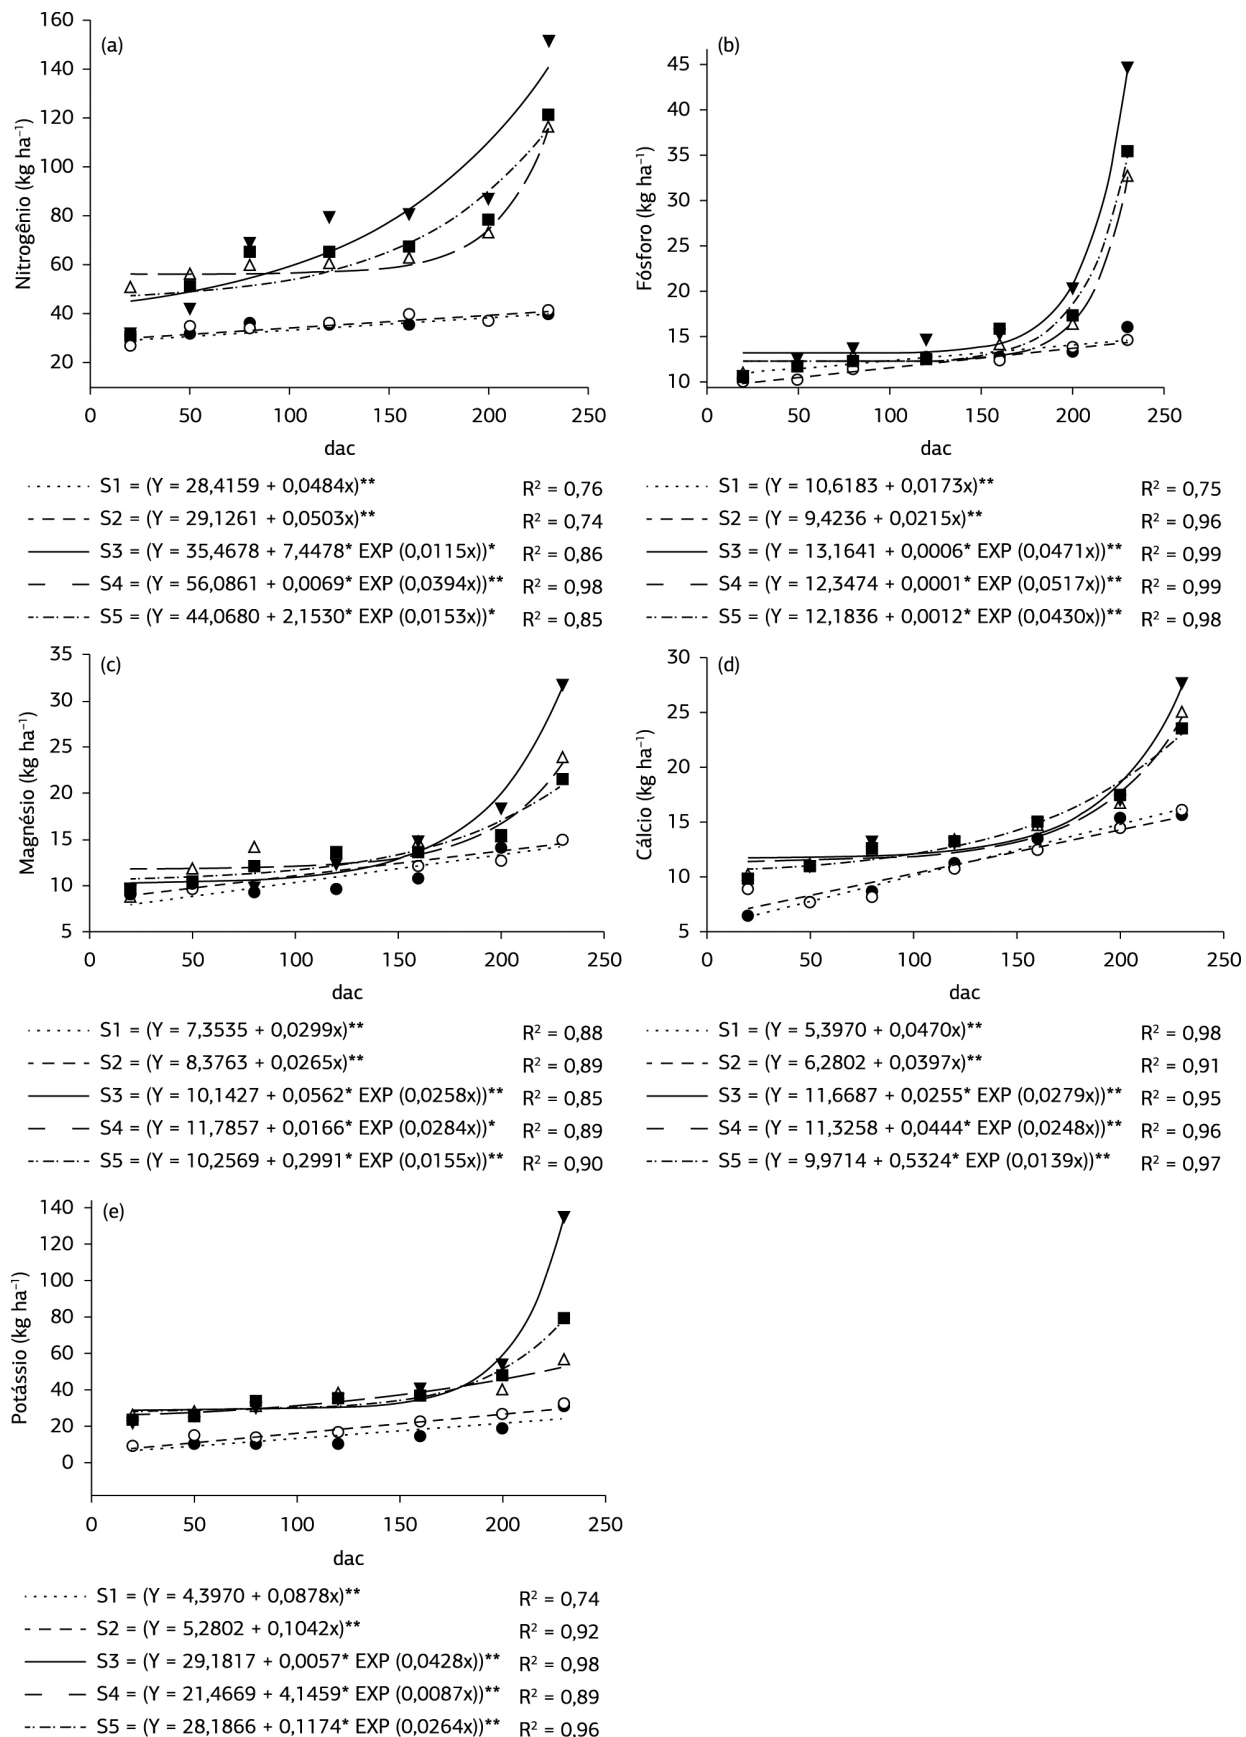 (a)
Nitrogênio (kg ha⁻¹)
160
140
120
100
80
60
40
20
0 50 100 150 200 250
dac
S1 = (Y = 28,4159 + 0,0484x)** R² = 0,76
S2 = (Y = 29,1261 + 0,0503x)** R² = 0,74
S3 = (Y = 35,4678 + 7,4478* EXP (0,0115x))* R² = 0,86
S4 = (Y = 56,0861 + 0,0069* EXP (0,0394x))** R² = 0,98
S5 = (Y = 44,0680 + 2,1530* EXP (0,0153x))* R² = 0,85
(b)
Fósforo (kg ha⁻¹)
45
40
35
30
25
20
15
10
0 50 100 150 200 250
dac
S1 = (Y = 10,6183 + 0,0173x)** R² = 0,75
S2 = (Y = 9,4236 + 0,0215x)** R² = 0,96
S3 = (Y = 13,1641 + 0,0006* EXP (0,0471x))** R² = 0,99
S4 = (Y = 12,3474 + 0,0001* EXP (0,0517x))** R² = 0,99
S5 = (Y = 12,1836 + 0,0012* EXP (0,0430x))** R² = 0,98
(c)
Magnésio (kg ha⁻¹)
35
30
25
20
15
10
5
0 50 100 150 200 250
dac
S1 = (Y = 7,3535 + 0,0299x)** R² = 0,88
S2 = (Y = 8,3763 + 0,0265x)** R² = 0,89
S3 = (Y = 10,1427 + 0,0562* EXP (0,0258x))** R² = 0,85
S4 = (Y = 11,7857 + 0,0166* EXP (0,0284x))* R² = 0,89
S5 = (Y = 10,2569 + 0,2991* EXP (0,0155x))** R² = 0,90
(d)
Cálcio (kg ha⁻¹)
30
25
20
15
10
5
0 50 100 150 200 250
dac
S1 = (Y = 5,3970 + 0,0470x)** R² = 0,98
S2 = (Y = 6,2802 + 0,0397x)** R² = 0,91
S3 = (Y = 11,6687 + 0,0255* EXP (0,0279x))** R² = 0,95
S4 = (Y = 11,3258 + 0,0444* EXP (0,0248x))** R² = 0,96
S5 = (Y = 9,9714 + 0,5324* EXP (0,0139x))** R² = 0,97
(e)
Potássio (kg ha⁻¹)
140
120
100
80
60
40
20
0
0 50 100 150 200 250
dac
S1 = (Y = 4,3970 + 0,0878x)** R² = 0,74
S2 = (Y = 5,2802 + 0,1042x)** R² = 0,92
S3 = (Y = 29,1817 + 0,0057* EXP (0,0428x))** R² = 0,98
S4 = (Y = 21,4669 + 4,1459* EXP (0,0087x))** R² = 0,89
S5 = (Y = 28,1866 + 0,1174* EXP (0,0264x))** R² = 0,96